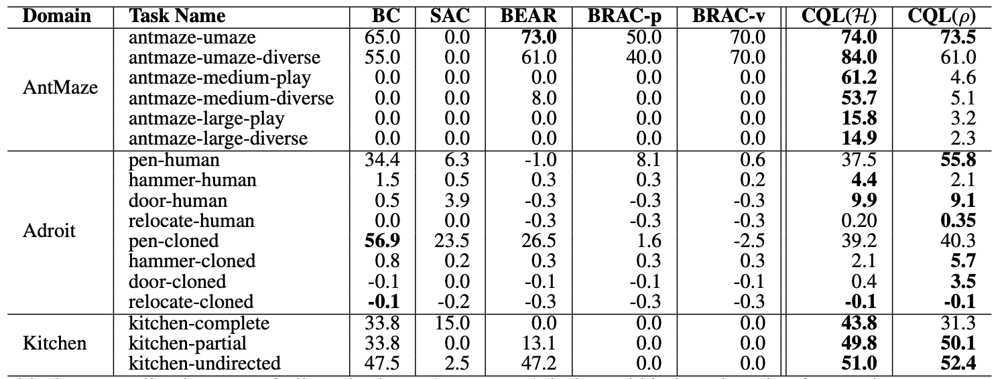 Domain Task Name BC SAC BEAR BRAC-p BRAC-v CQL(ℋ) CQL(ρ)
antmaze-umaze 65.0 0.0 73.0 50.0 70.0 74.0 73.5
antmaze-umaze-diverse 55.0 0.0 61.0 40.0 70.0 84.0 61.0
antmaze-medium-play 0.0 0.0 0.0 0.0 0.0 61.2 4.6
AntMaze
antmaze-medium-diverse 0.0 0.0 8.0 0.0 0.0 53.7 5.1
antmaze-large-play 0.0 0.0 0.0 0.0 0.0 15.8 3.2
antmaze-large-diverse 0.0 0.0 0.0 0.0 0.0 14.9 2.3
pen-human 34.4 6.3 -1.0 8.1 0.6 37.5 55.8
hammer-human 1.5 0.5 0.3 0.3 0.2 4.4 2.1
door-human 0.5 3.9 -0.3 -0.3 -0.3 9.9 9.1
relocate-human 0.0 0.0 -0.3 -0.3 -0.3 0.20 0.35
Adroit
pen-cloned 56.9 23.5 26.5 1.6 -2.5 39.2 40.3
hammer-cloned 0.8 0.2 0.3 0.3 0.3 2.1 5.7
door-cloned -0.1 0.0 -0.1 -0.1 -0.1 0.4 3.5
relocate-cloned -0.1 -0.2 -0.3 -0.3 -0.3 -0.1 -0.1
kitchen-complete 33.8 15.0 0.0 0.0 0.0 43.8 31.3
Kitchen kitchen-partial 33.8 0.0 13.1 0.0 0.0 49.8 50.1
kitchen-undirected 47.5 2.5 47.2 0.0 0.0 51.0 52.4